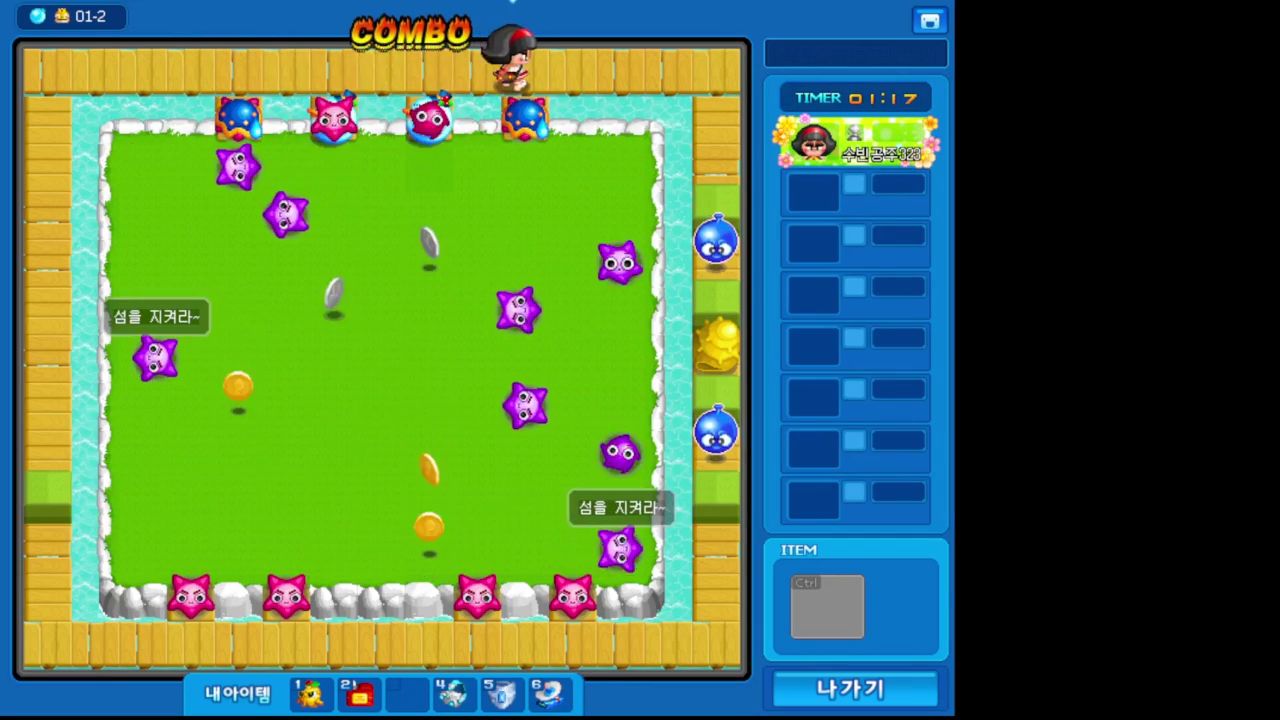 01-2
COMBO
TIMER 01:17
수빈공주323
섬을 지켜라~
섬을 지켜라~
ITEM
Ctrl
내아이템
1
2
4
5
6
나가기